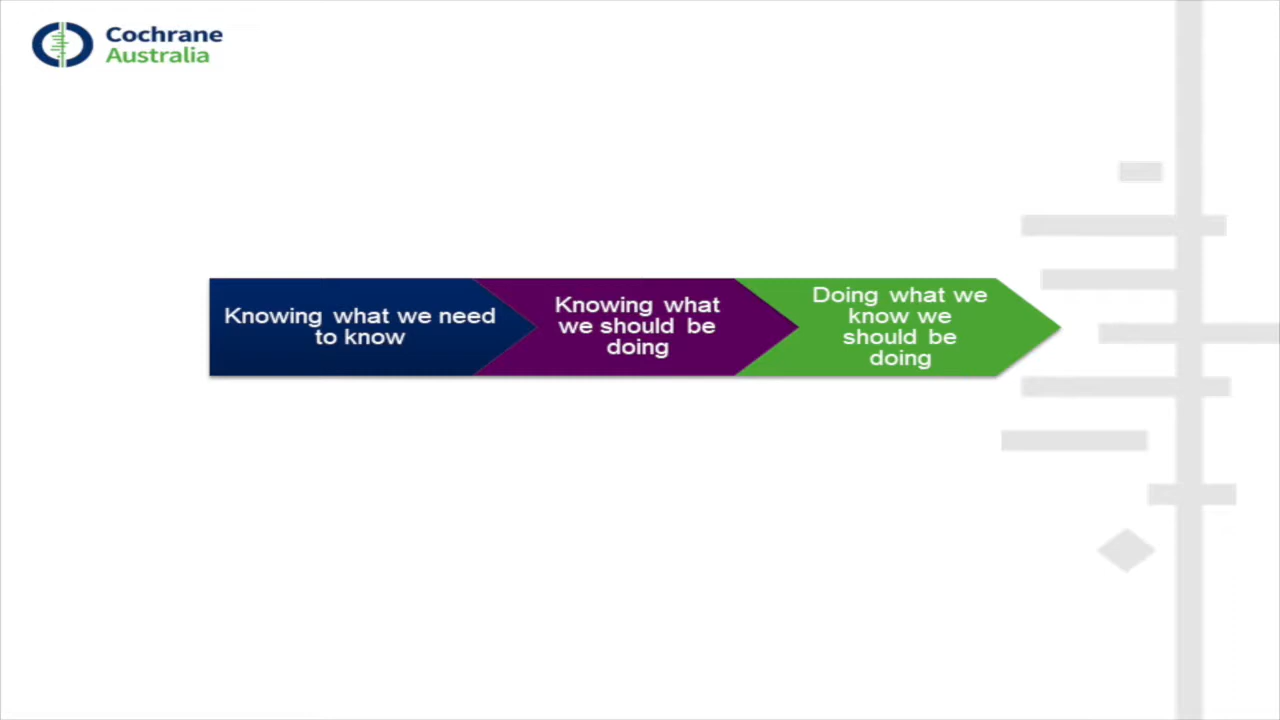 Cochrane
Australia
Knowing what we need
to know
Knowing what
we should be
doing
Doing what we
know we
should be
doing